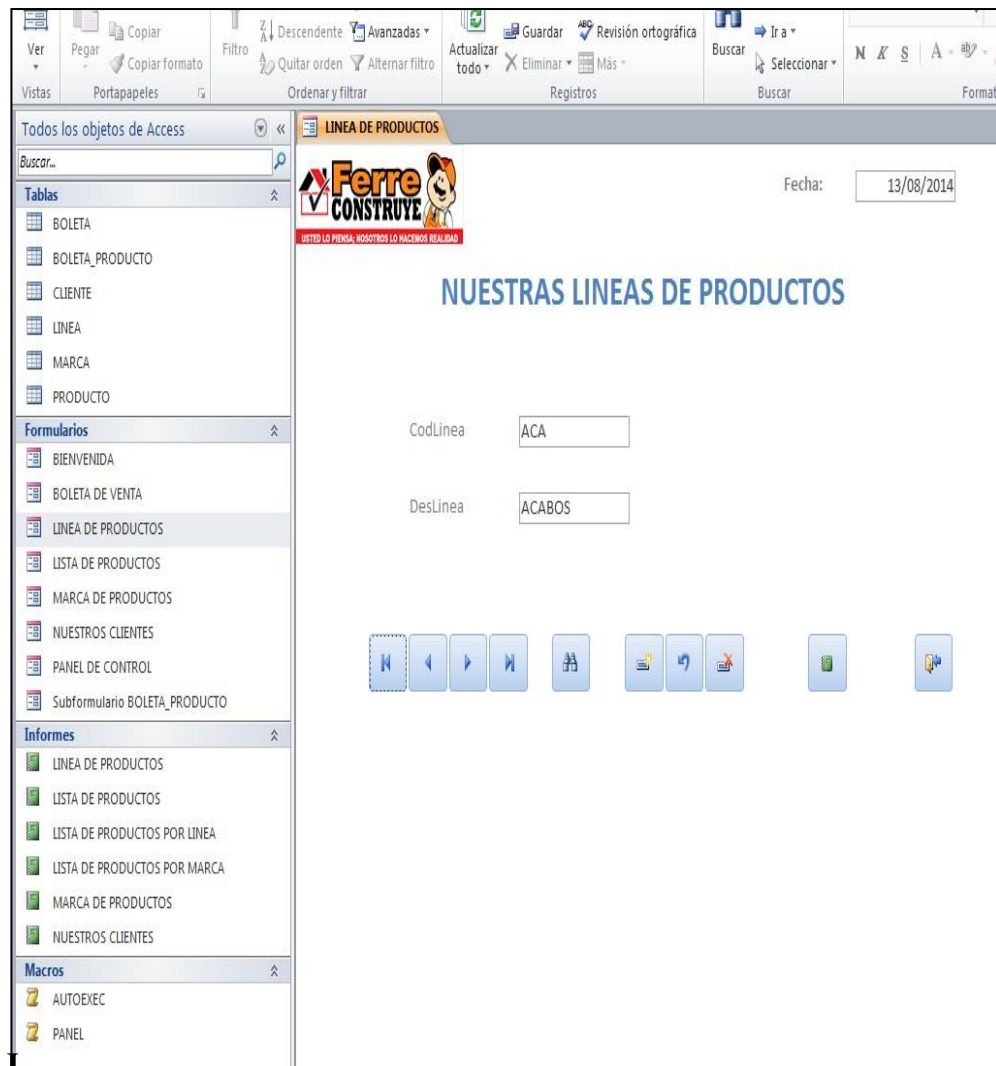 Ver
Pegar
Copiar
Copiar formato
Filtro
Descendente
Avanzadas
Quitar orden
Alternar filtro
Actualizar
todo
Guardar
Revisión ortográfica
Eliminar
Más
Buscar
Ir a
Seleccionar
N K S A ab
Vistas
Portapapeles
Ordenar y filtrar
Registros
Buscar
Format
Todos los objetos de Access
Buscar...
Tablas
BOLETA
BOLETA_PRODUCTO
CLIENTE
LINEA
MARCA
PRODUCTO
Formularios
BIENVENIDA
BOLETA DE VENTA
LINEA DE PRODUCTOS
LISTA DE PRODUCTOS
MARCA DE PRODUCTOS
NUESTROS CLIENTES
PANEL DE CONTROL
Subformulario BOLETA_PRODUCTO
Informes
LINEA DE PRODUCTOS
LISTA DE PRODUCTOS
LISTA DE PRODUCTOS POR LINEA
LISTA DE PRODUCTOS POR MARCA
MARCA DE PRODUCTOS
NUESTROS CLIENTES
Macros
AUTOEXEC
PANEL
LINEA DE PRODUCTOS
Ferre
CONSTRUYE
USTED LO PIENSA; NOSOTROS LO HACEMOS REALIDAD
Fecha: 13/08/2014
NUESTRAS LINEAS DE PRODUCTOS
CodLinea ACA
DesLinea ACABOS